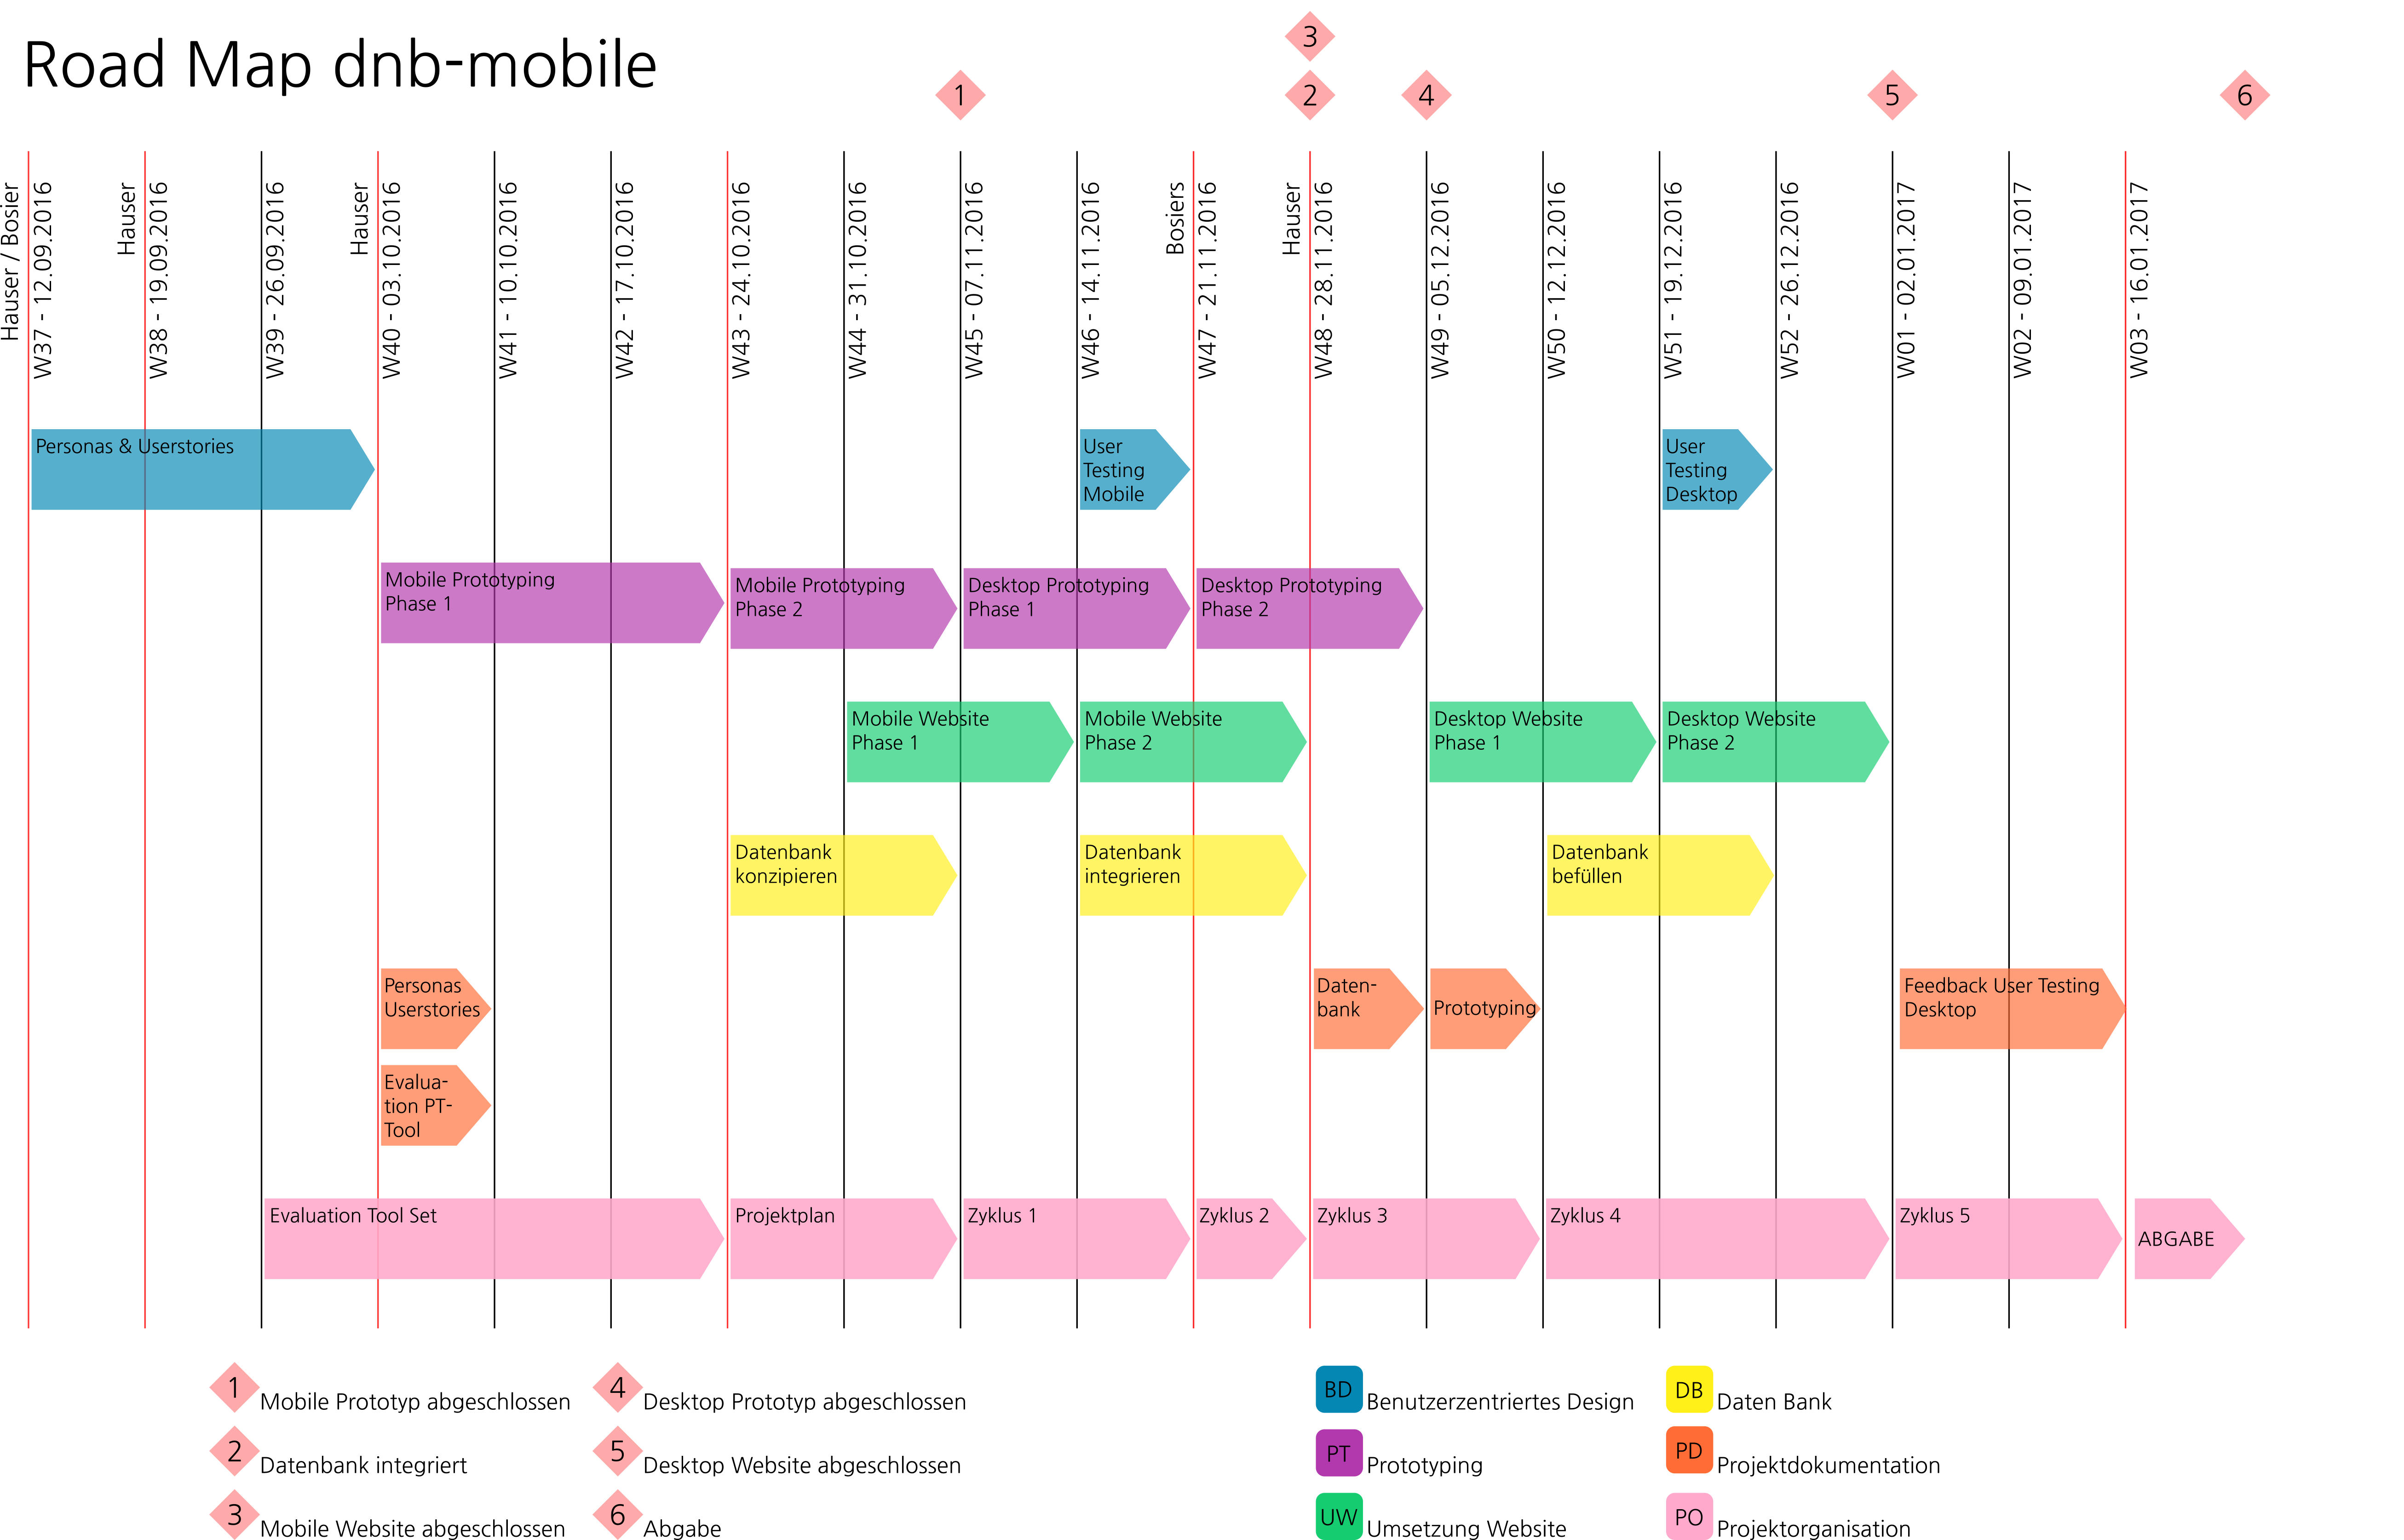 Road Map dnb-mobile
3
1
2
4
5
6
Hauser / Bosier
W37 - 12.09.2016
Hauser
W38 - 19.09.2016
W39 - 26.09.2016
Hauser
W40 - 03.10.2016
W41 - 10.10.2016
W42 - 17.10.2016
W43 - 24.10.2016
W44 - 31.10.2016
W45 - 07.11.2016
W46 - 14.11.2016
Bosiers
W47 - 21.11.2016
Hauser
W48 - 28.11.2016
W49 - 05.12.2016
W50 - 12.12.2016
W51 - 19.12.2016
W52 - 26.12.2016
W01 - 02.01.2017
W02 - 09.01.2017
W03 - 16.01.2017
Personas & Userstories
User
Testing
Mobile
User
Testing
Desktop
Mobile Prototyping
Phase 1
Mobile Prototyping
Phase 2
Desktop Prototyping
Phase 1
Desktop Prototyping
Phase 2
Mobile Website
Phase 1
Mobile Website
Phase 2
Desktop Website
Phase 1
Desktop Website
Phase 2
Datenbank
konzipieren
Datenbank
integrieren
Datenbank
befüllen
Personas
Userstories
Daten-
bank
Prototyping
Feedback User Testing
Desktop
Evalua-
tion PT-
Tool
Evaluation Tool Set
Projektplan
Zyklus 1
Zyklus 2
Zyklus 3
Zyklus 4
Zyklus 5
ABGABE
1 Mobile Prototyp abgeschlossen
2 Datenbank integriert
3 Mobile Website abgeschlossen
4 Desktop Prototyp abgeschlossen
5 Desktop Website abgeschlossen
6 Abgabe
BD Benutzerzentriertes Design
PT Prototyping
UW Umsetzung Website
DB Daten Bank
PD Projektdokumentation
PO Projektorganisation